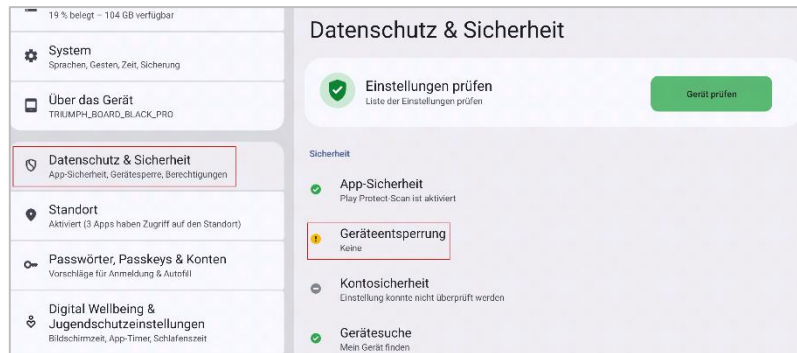 19 % belegt – 104 GB verfügbar
System
Sprachen, Gesten, Zeit, Sicherung
Über das Gerät
TRIUMPH_BOARD_BLACK_PRO
Datenschutz & Sicherheit
App-Sicherheit, Gerätesperre, Berechtigungen
Standort
Aktiviert (3 Apps haben Zugriff auf den Standort)
Passwörter, Passkeys & Konten
Vorschläge für Anmeldung & Autofill
Digital Wellbeing &
Jugendschutzeinstellungen
Bildschirmzeit, App-Timer, Schlafenszeit
Datenschutz & Sicherheit
Einstellungen prüfen
Liste der Einstellungen prüfen
Gerät prüfen
Sicherheit
App-Sicherheit
Play Protect-Scan ist aktiviert
Geräteentsperrung
Keine
Kontosicherheit
Einstellung konnte nicht überprüft werden
Gerätesuche
Mein Gerät finden